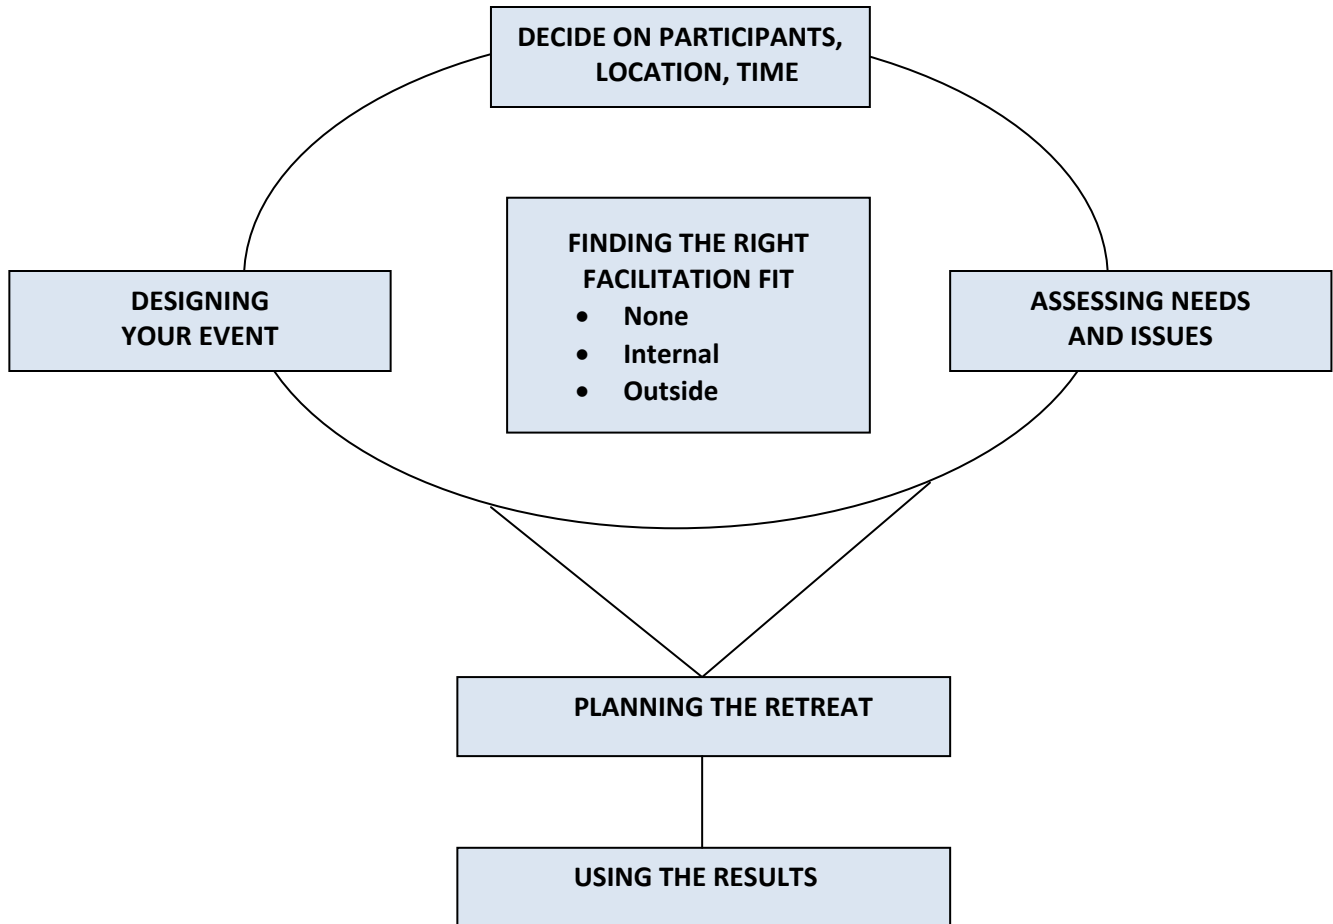 DECIDE ON PARTICIPANTS,
LOCATION, TIME
FINDING THE RIGHT
FACILITATION FIT
• None
• Internal
• Outside
DESIGNING
YOUR EVENT
ASSESSING NEEDS
AND ISSUES
PLANNING THE RETREAT
USING THE RESULTS